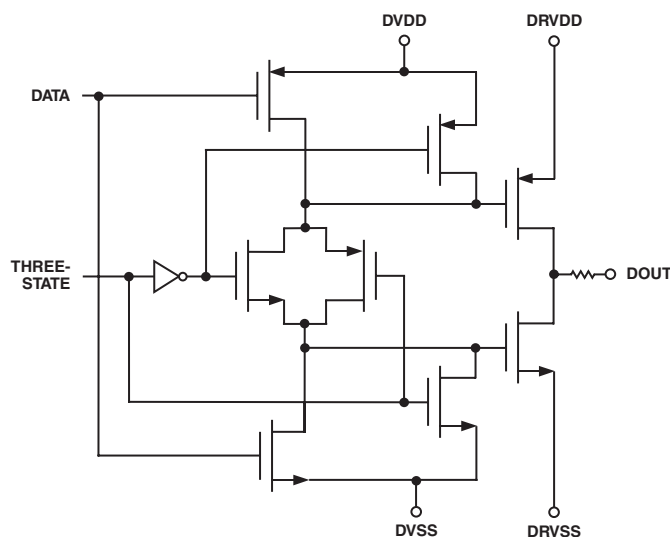 DVDD
DRVDD
DATA
THREE-
STATE
DOUT
DVSS
DRVSS